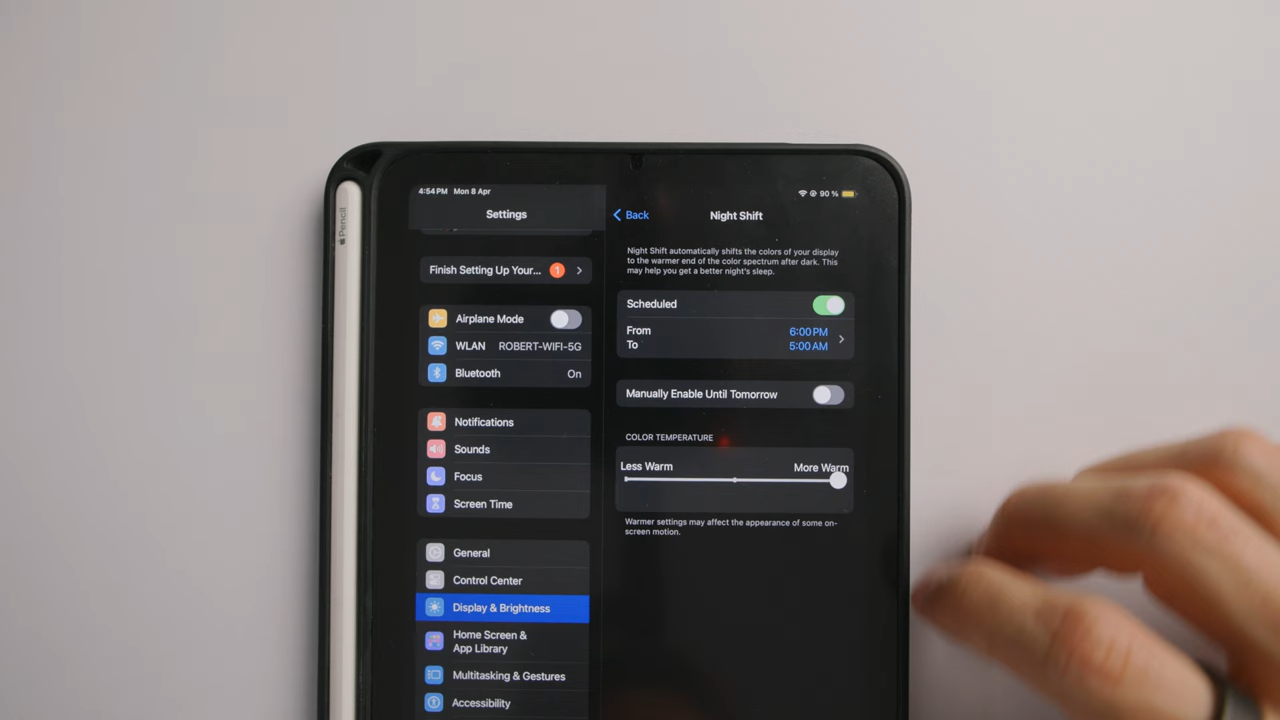 Pencil
4:54 PM Mon 8 Apr
90 %
Settings
Finish Setting Up Your... 1
Airplane Mode
WLAN ROBERT-WIFI-5G
Bluetooth On
Notifications
Sounds
Focus
Screen Time
General
Control Center
Display & Brightness
Home Screen &
App Library
Multitasking & Gestures
Accessibility
Back
Night Shift
Night Shift automatically shifts the colors of your display
to the warmer end of the color spectrum after dark. This
may help you get a better night's sleep.
Scheduled
From 6:00 PM
To 5:00 AM
Manually Enable Until Tomorrow
COLOR TEMPERATURE
Less Warm More Warm
Warmer settings may affect the appearance of some on-
screen motion.